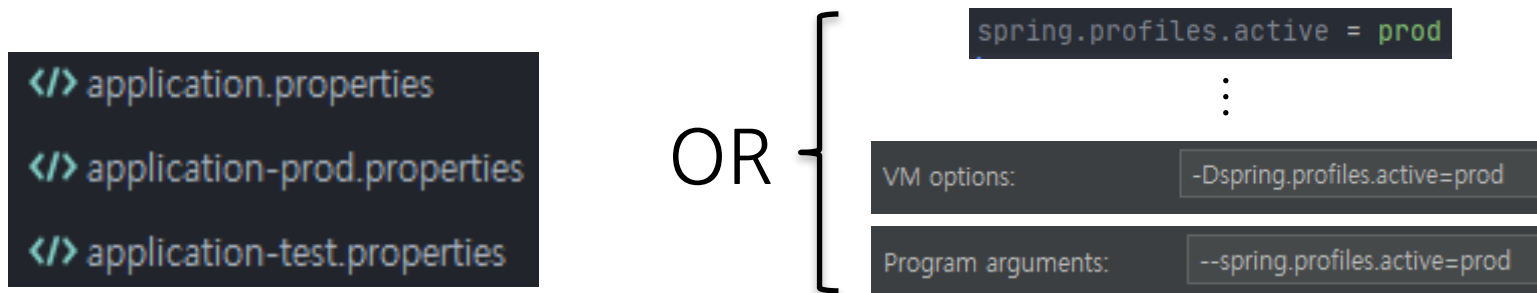 </> application.properties
</> application-prod.properties
</> application-test.properties
OR
spring.profiles.active = prod
⋮
VM options: -Dspring.profiles.active=prod
Program arguments: --spring.profiles.active=prod